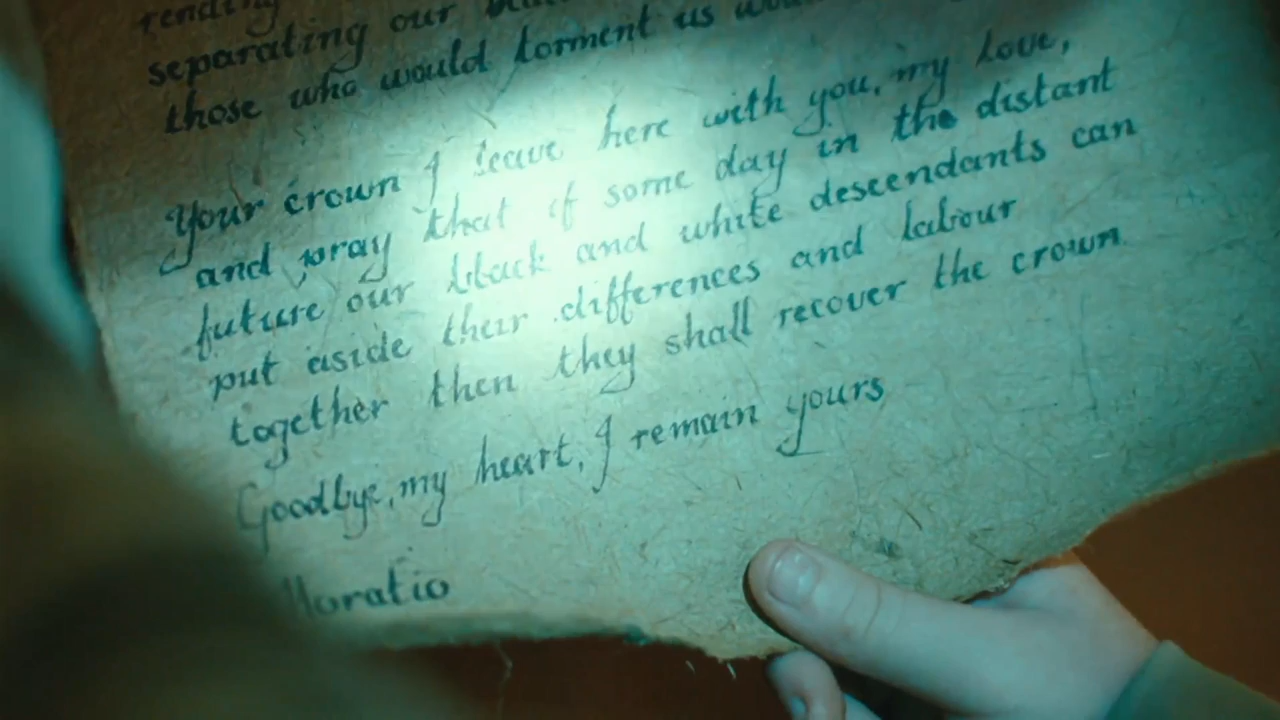 rending
separating our
those who would torment us
Your crown I leave here with you, my Love,
and pray that if some day in the distant
future our black and white descendants can
put aside their differences and labour
together then they shall recover the crown.
Goodbye, my heart, I remain yours
Horatio